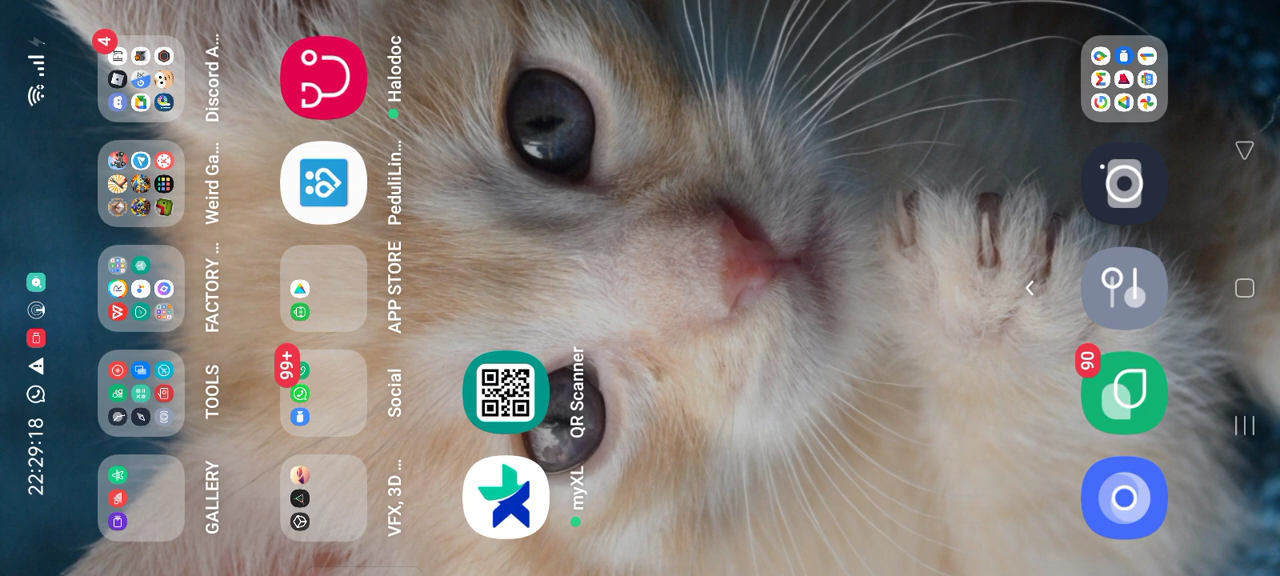 22:29:18
GALLERY
TOOLS
FACTORY ...
Weird Ga...
4
Discord A...
VFX, 3D ...
99+
Social
APP STORE
PeduliLin...
Halodoc
myXL
QR Scanner
90